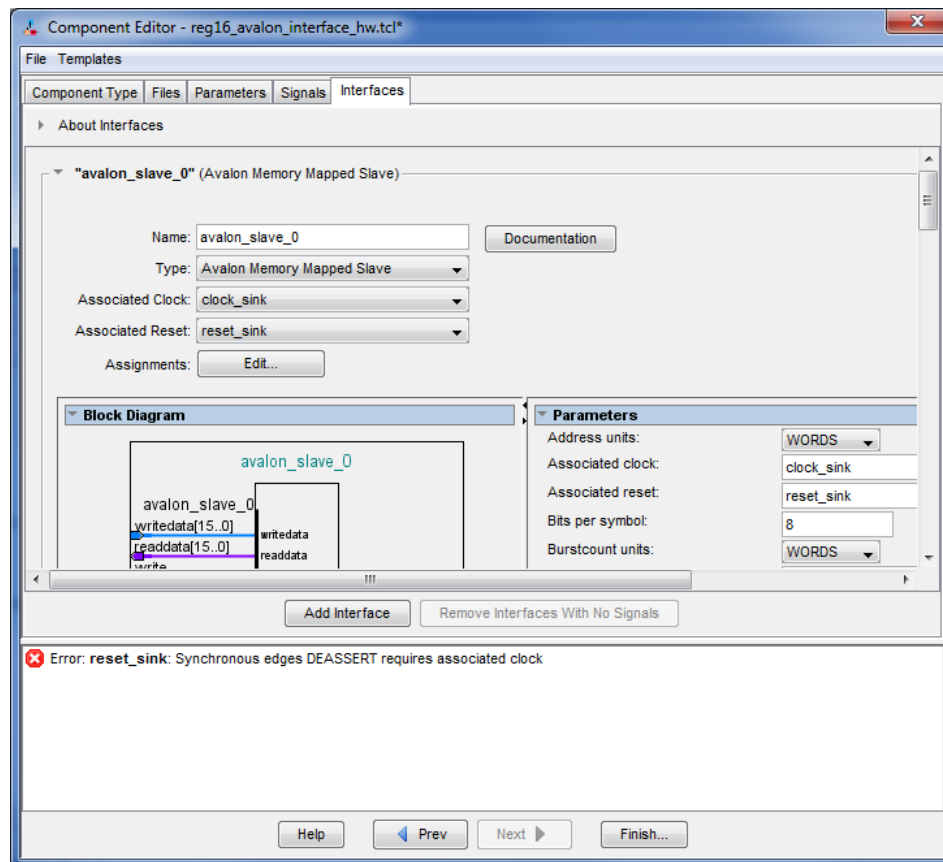 Component Editor - reg16_avalon_interface_hw.tcl*
File Templates
Component Type Files Parameters Signals Interfaces
About Interfaces
"avalon_slave_0" (Avalon Memory Mapped Slave)
Name: avalon_slave_0 Documentation
Type: Avalon Memory Mapped Slave
Associated Clock: clock_sink
Associated Reset: reset_sink
Assignments: Edit...
Block Diagram
avalon_slave_0
avalon_slave_0
writedata[15..0] writedata
readdata[15..0] readdata
write
Parameters
Address units: WORDS
Associated clock: clock_sink
Associated reset: reset_sink
Bits per symbol: 8
Burstcount units: WORDS
Add Interface Remove Interfaces With No Signals
Error: reset_sink: Synchronous edges DEASSERT requires associated clock
Help Prev Next Finish...